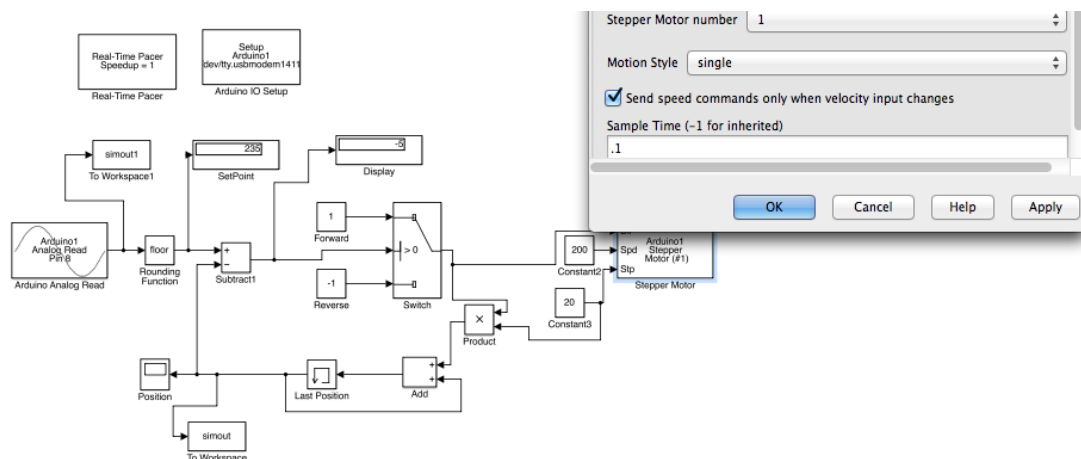 Stepper Motor number 1
Motion Style single
Send speed commands only when velocity input changes
Sample Time (-1 for inherited)
.1
OK Cancel Help Apply
Real-Time Pacer
Speedup = 1
Real-Time Pacer
Setup
Arduino1
dev/tty.usbmodem1411
Arduino IO Setup
simout1
To Workspace1
235
SetPoint
-5
Display
Arduino1
Analog Read
Pin 8
Arduino Analog Read
floor
Rounding
Function
+
−
Subtract1
1
Forward
-1
Reverse
> 0
Switch
200
Constant2
20
Constant3
Spd
Stp
Arduino1
Stepper
Motor (#1)
Stepper Motor
×
Product
+
+
Add
Last Position
Position
simout
To Workspace